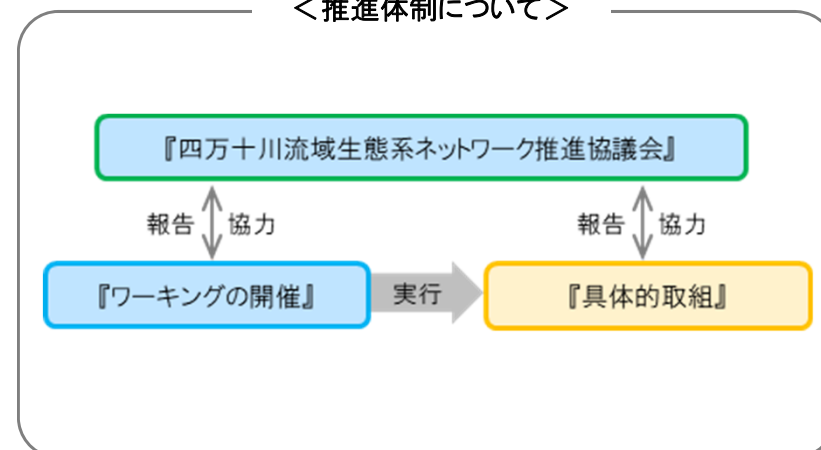 ＜推進体制について＞
『四万十川流域生態系ネットワーク推進協議会』
報告 協力
報告 協力
『ワーキングの開催』
実行
『具体的取組』